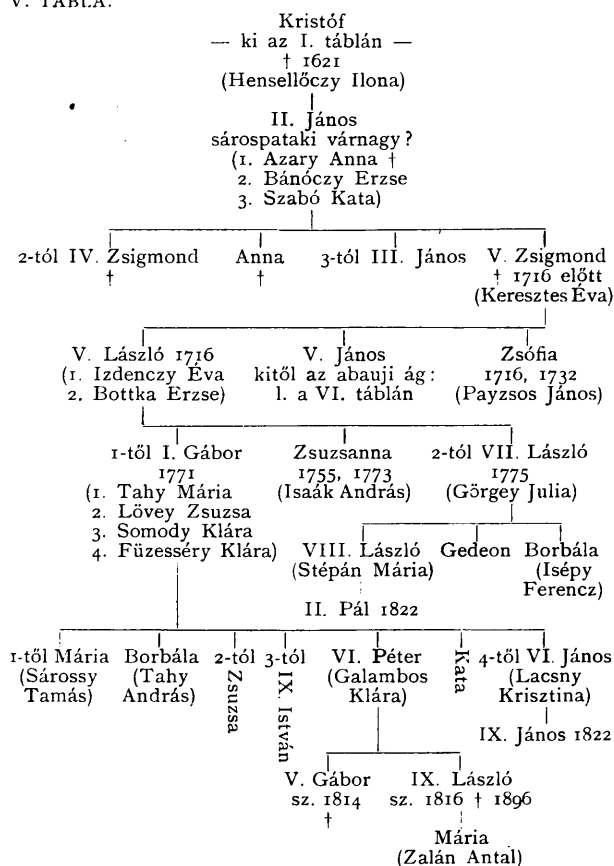 V. TÁBLA.
Kristóf
— ki az I. táblán —
† 1621
(Hensellőczy Ilona)
II. János
sárospataki várnagy?
(1. Azary Anna †
2. Bánóczy Erzse
3. Szabó Kata)
2-tól IV. Zsigmond Anna 3-tól III. János V. Zsigmond
† † † 1716 előtt
(Keresztes Éva)
V. László 1716 V. János Zsófia
(1. Izdenczy Éva kitől az abauji ág: 1716, 1732
2. Bottka Erzse) l. a VI. táblán (Payzsos János)
1-től I. Gábor Zsuzsanna 2-tól VII. László
1771 1755, 1773 1775
(1. Tahy Mária (Isaák András) (Görgey Julia)
2. Lövey Zsuzsa
3. Somody Klára
4. Füzesséry Klára) VIII. László Gedeon Borbála
(Stépán Mária) (Isépy
Ferencz)
II. Pál 1822
1-től Mária Borbála 2-tól 3-tól VI. Péter Kata 4-től VI. János
(Sárossy (Tahy Zsuzsa IX. István (Galambos (Lacsny
Tamás) András) Klára) Krisztina)
IX. János 1822
V. Gábor IX. László
sz. 1814 sz. 1816 † 1896
†
Mária
(Zalán Antal)